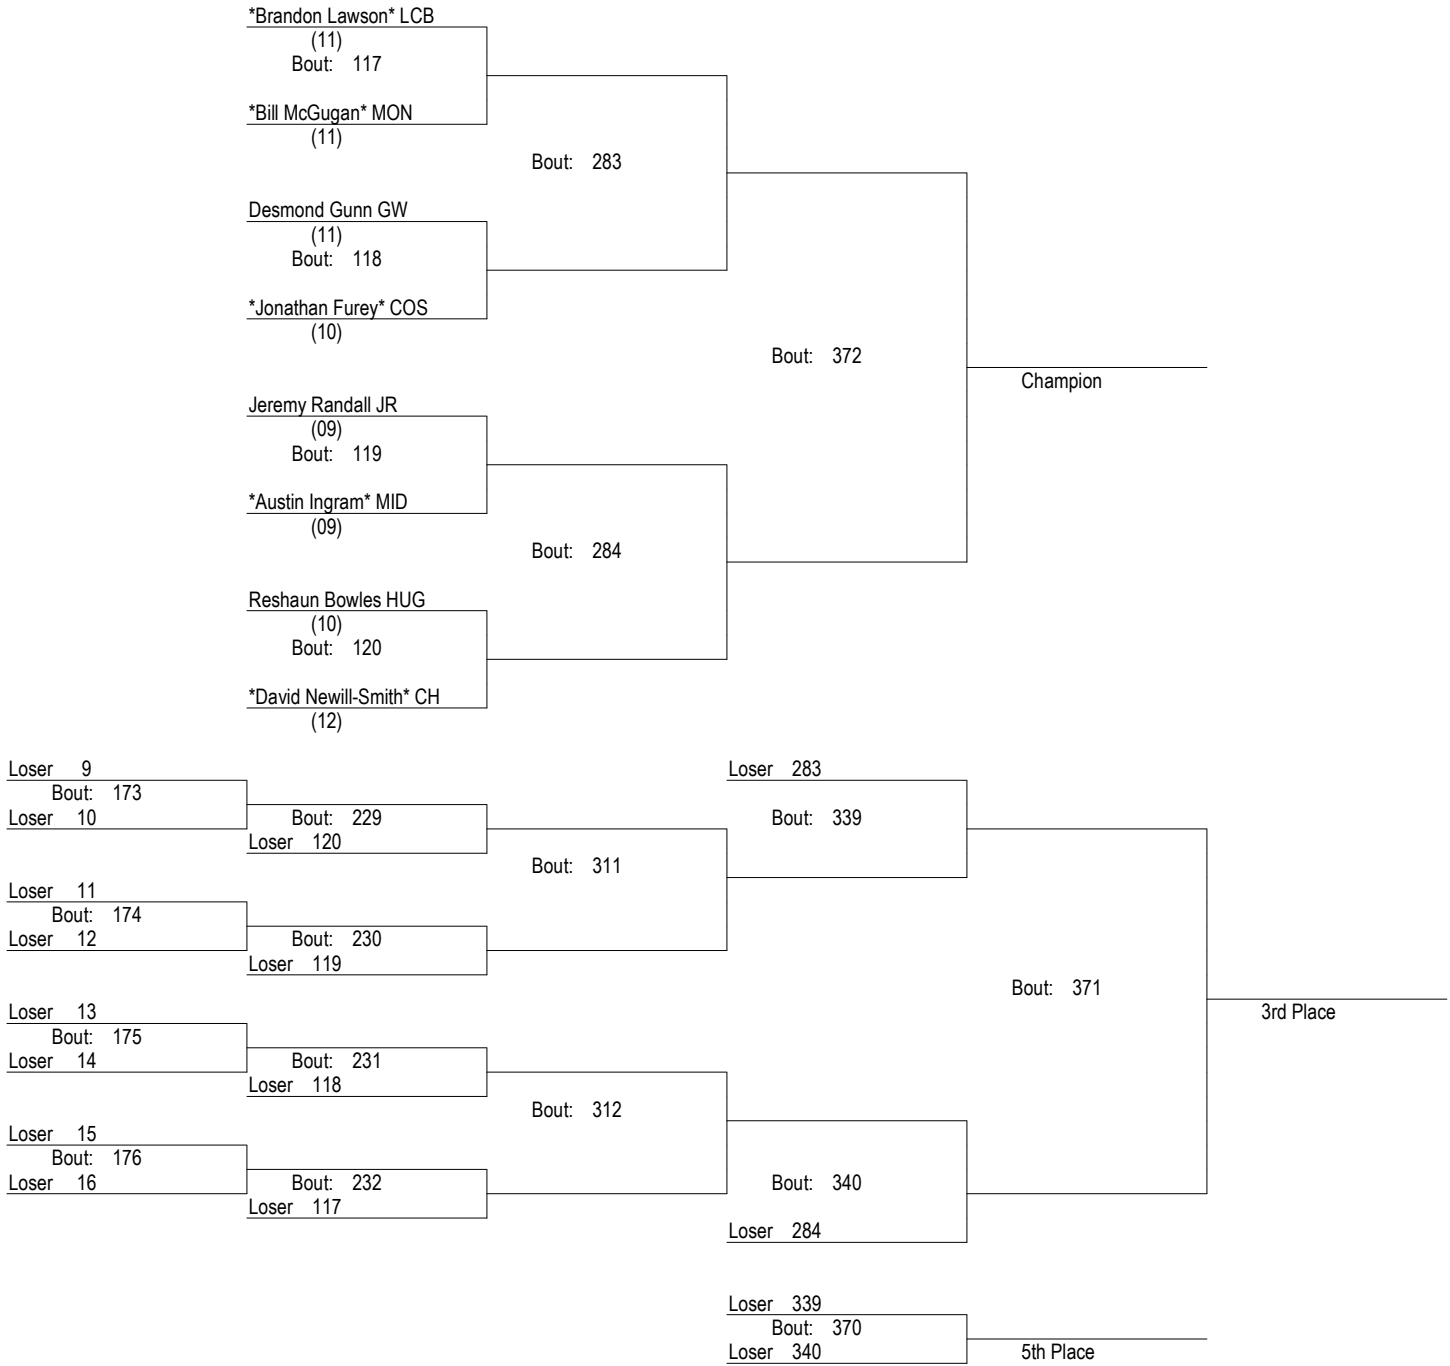 *Brandon Lawson* LCB
(11)
Bout: 117
*Bill McGugan* MON
(11)
Bout: 283
Desmond Gunn GW
(11)
Bout: 118
*Jonathan Furey* COS
(10)
Bout: 372
Champion
Jeremy Randall JR
(09)
Bout: 119
*Austin Ingram* MID
(09)
Bout: 284
Reshaun Bowles HUG
(10)
Bout: 120
*David Newill-Smith* CH
(12)
Loser 9
Bout: 173
Loser 10
Bout: 229
Loser 120
Bout: 311
Loser 283
Bout: 339
Loser 11
Bout: 174
Loser 12
Bout: 230
Loser 119
Bout: 371
3rd Place
Loser 13
Bout: 175
Loser 14
Bout: 231
Loser 118
Bout: 312
Loser 15
Bout: 176
Loser 16
Bout: 232
Loser 117
Bout: 340
Loser 284
Loser 339
Bout: 370
Loser 340
5th Place